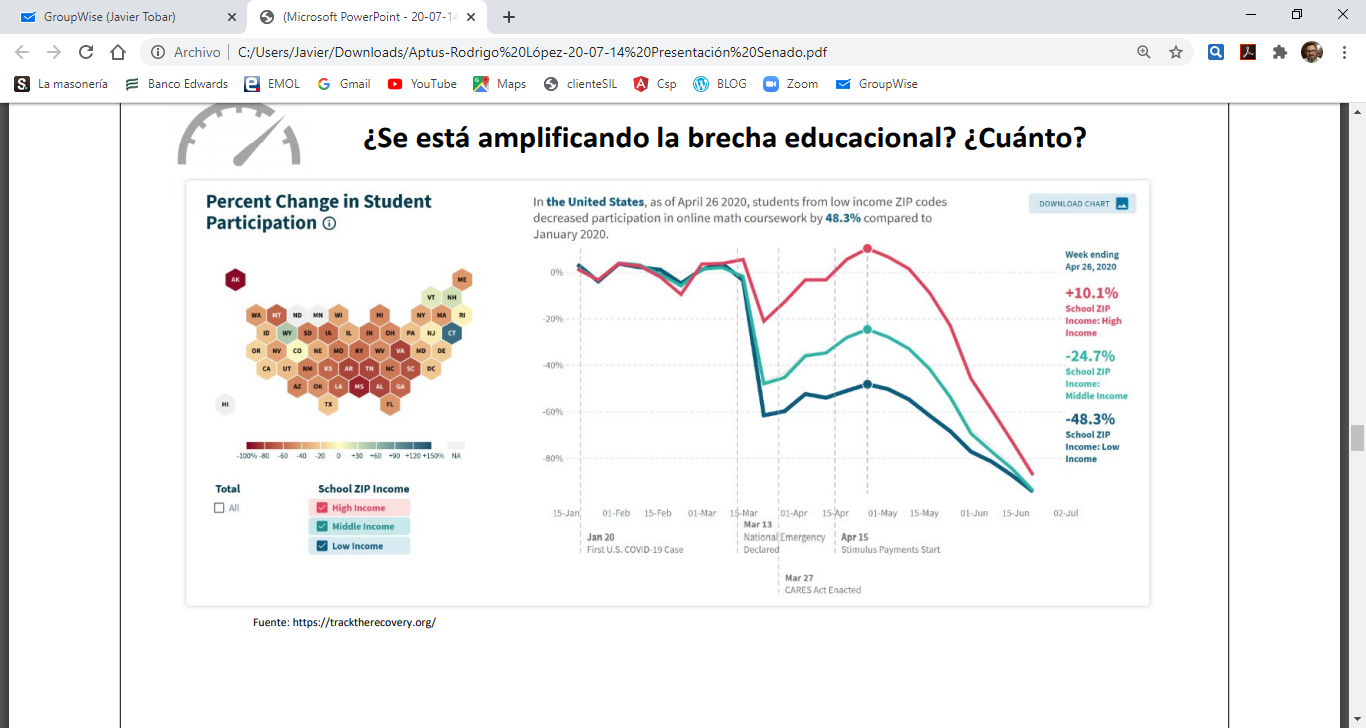 GroupWise (Javier Tobar)
(Microsoft PowerPoint - 20-07-14
Archivo
C:/Users/Javier/Downloads/Aptus-Rodrigo%20López-20-07-14%20Presentación%20Senado.pdf
La masonería
Banco Edwards
EMOL
Gmail
YouTube
Maps
clienteSIL
Csp
BLOG
Zoom
GroupWise
¿Se está amplificando la brecha educacional? ¿Cuánto?
Percent Change in Student
Participation
In the United States, as of April 26 2020, students from low income ZIP codes
decreased participation in online math coursework by 48.3% compared to
January 2020.
DOWNLOAD CHART
AK
ME
VT NH
WA MT ND MN WI MI NY MA RI
ID WY SD IA IL IN OH PA NJ CT
OR NV CO NE MO KY WV VA MD DE
CA UT NM KS AR TN NC SC DC
AZ OK LA MS AL GA
HI TX FL
-100% -80 -60 -40 -20 0 +30 +60 +90 +120 +150% NA
Total
All
School ZIP Income
High Income
Middle Income
Low Income
0%
-20%
-40%
-60%
-80%
15-Jan 01-Feb 15-Feb 01-Mar 15-Mar 01-Apr 15-Apr 01-May 15-May 01-Jun 15-Jun 02-Jul
Jan 20
First U.S. COVID-19 Case
Mar 13
National Emergency
Declared
Mar 27
CARES Act Enacted
Apr 15
Stimulus Payments Start
Week ending
Apr 26, 2020
+10.1%
School ZIP
Income: High
Income
-24.7%
School ZIP
Income:
Middle Income
-48.3%
School ZIP
Income: Low
Income
Fuente: https://tracktherecovery.org/